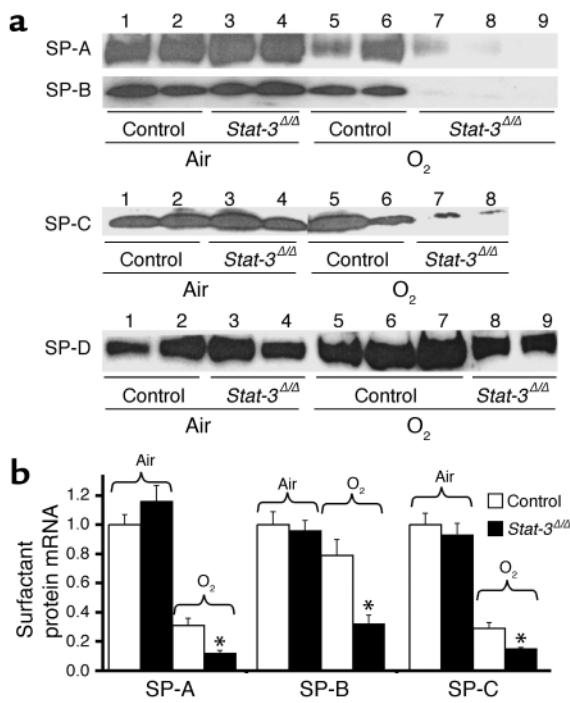 a
1 2 3 4 5 6 7 8 9
SP-A
SP-B
Control Stat-3Δ/Δ Control Stat-3Δ/Δ
Air O2
1 2 3 4 5 6 7 8
SP-C
Control Stat-3Δ/Δ Control Stat-3Δ/Δ
Air O2
1 2 3 4 5 6 7 8 9
SP-D
Control Stat-3Δ/Δ Control Stat-3Δ/Δ
Air O2
b
Surfactant
protein mRNA
1.2
1.0
0.8
0.6
0.4
0.2
0.0
Air
O2
*
Air
O2
*
Air
O2
*
Control
Stat-3Δ/Δ
SP-A SP-B SP-C